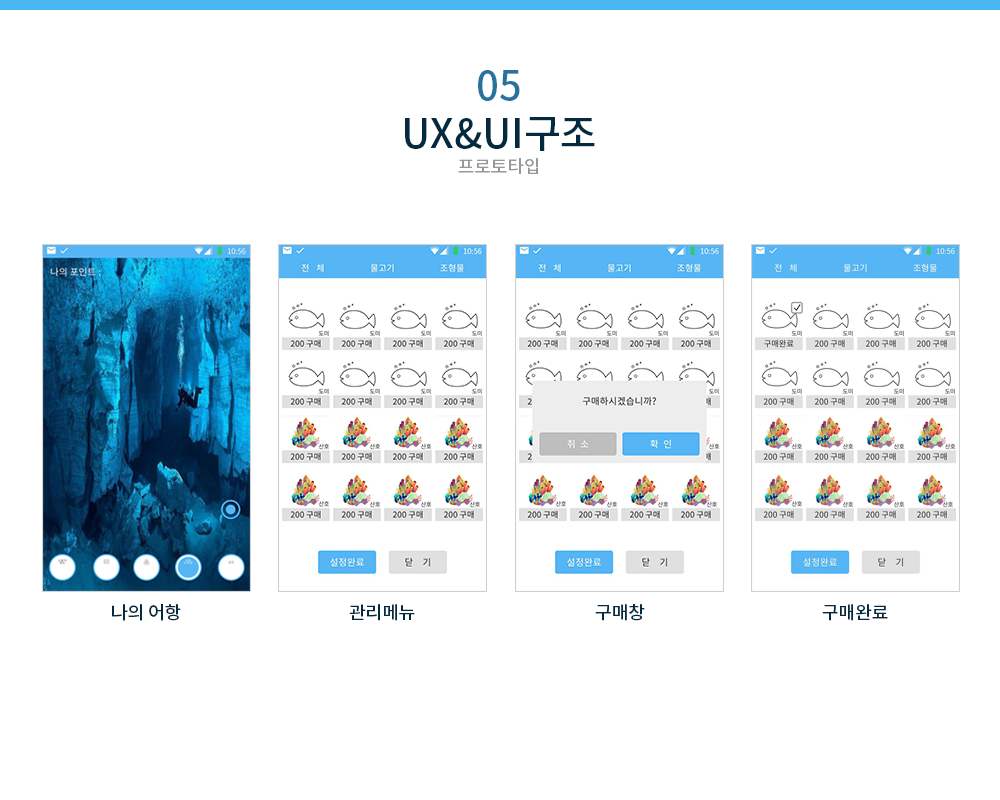 05
UX&UI구조
프로토타입
10:56
나의 포인트 :
나의 어항
10:56
전 체 물고기 조형물
도미 도미 도미 도미
200 구매 200 구매 200 구매 200 구매
도미 도미 도미 도미
200 구매 200 구매 200 구매 200 구매
산호 산호 산호 산호
200 구매 200 구매 200 구매 200 구매
산호 산호 산호 산호
200 구매 200 구매 200 구매 200 구매
설정완료 닫 기
관리메뉴
10:56
전 체 물고기 조형물
도미 도미 도미 도미
200 구매 200 구매 200 구매 200 구매
구매하시겠습니까?
취 소 확 인
산호 산호 산호 산호
200 구매 200 구매 200 구매 200 구매
설정완료 닫 기
구매창
10:56
전 체 물고기 조형물
도미 도미 도미
구매완료 200 구매 200 구매 200 구매
도미 도미 도미 도미
200 구매 200 구매 200 구매 200 구매
산호 산호 산호 산호
200 구매 200 구매 200 구매 200 구매
산호 산호 산호 산호
200 구매 200 구매 200 구매 200 구매
설정완료 닫 기
구매완료